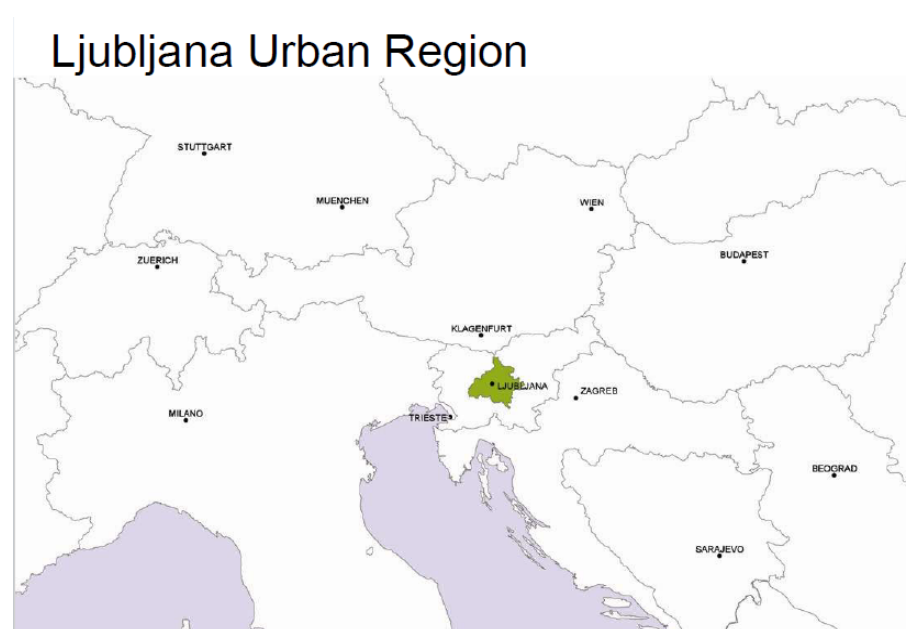 Ljubljana Urban Region
STUTTGART
MUENCHEN
WIEN
ZUERICH
BUDAPEST
KLAGENFURT
LJUBLJANA
ZAGREB
MILANO
TRIESTE
BEOGRAD
SARAJEVO